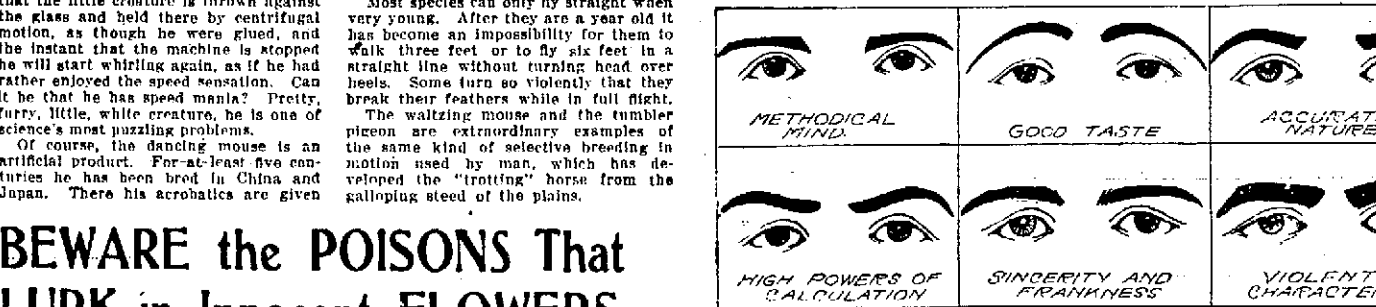 that the little creature is thrown against
the glass and held there by centrifugal
motion, as though he were glued, and
the instant that the machine is stopped
he will start whirling again, as if he had
rather enjoyed the speed sensation. Can
it be that he has speed mania? Pretty,
furry, little, white creature, he is one of
science's most puzzling problems.
Of course, the dancing mouse is an
artificial product. For-at-least five cen-
turies he has been bred in China and
Japan. There his acrobatics are given
Most species can only fly straight when
very young. After they are a year old it
has become an impossibility for them to
walk three feet or to fly six feet in a
straight line without turning head over
heels. Some turn so violently that they
break their feathers while in full flight.
The waltzing mouse and the tumbler
pigeon are extraordinary examples of
the same kind of selective breeding in
motion used by man, which has de-
veloped the "trotting" horse from the
galloping steed of the plains.
BEWARE the POISONS That
LURK in Innocent FLOWERS
METHODICAL
MIND.
GOOD TASTE
ACCURAT
NATURE
HIGH POWERS OF
CALCULATION
SINCERITY AND
FRANKNESS
VIOLENT
CHARACTE